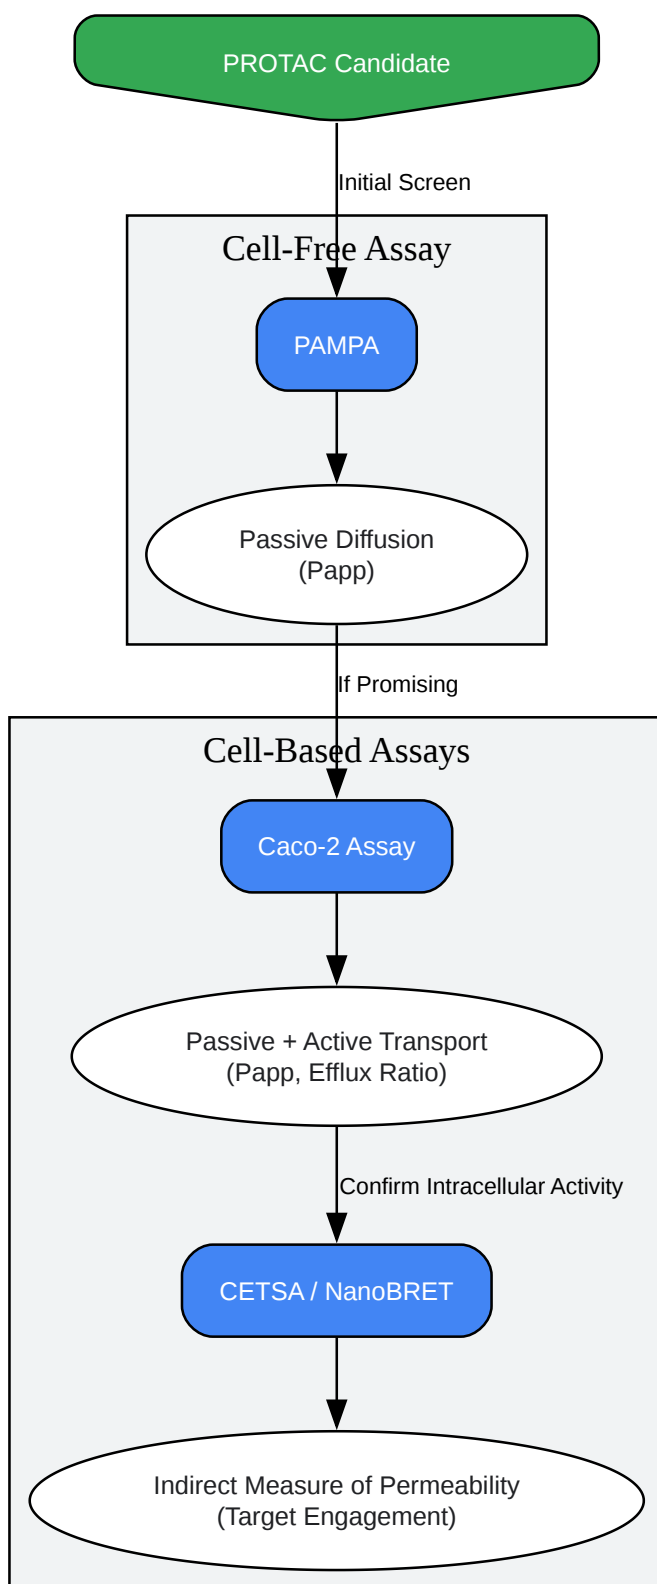 PROTAC Candidate
Initial Screen
Cell-Free Assay
PAMPA
Passive Diffusion
(Papp)
If Promising
Cell-Based Assays
Caco-2 Assay
Passive + Active Transport
(Papp, Efflux Ratio)
Confirm Intracellular Activity
CETSA / NanoBRET
Indirect Measure of Permeability
(Target Engagement)